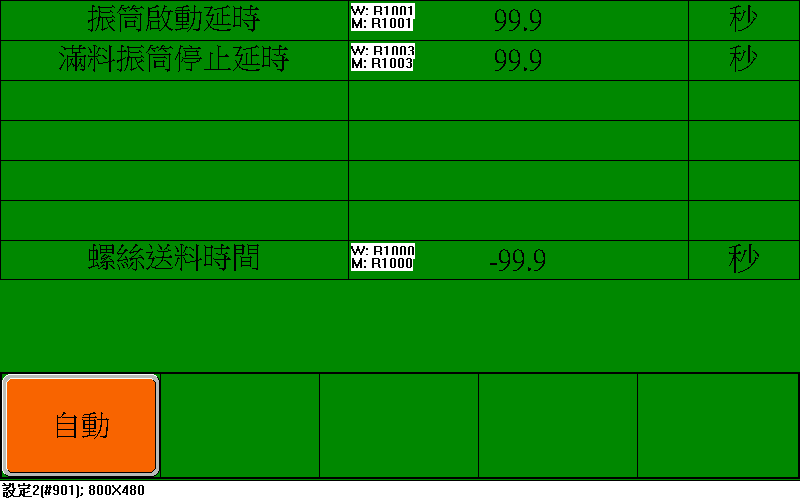 振筒啟動延時 W: R1001 99.9 秒
M: R1001
滿料振筒停止延時 W: R1003 99.9 秒
M: R1003
螺絲送料時間 W: R1000 -99.9 秒
M: R1000
自動
設定2(#901); 800X480